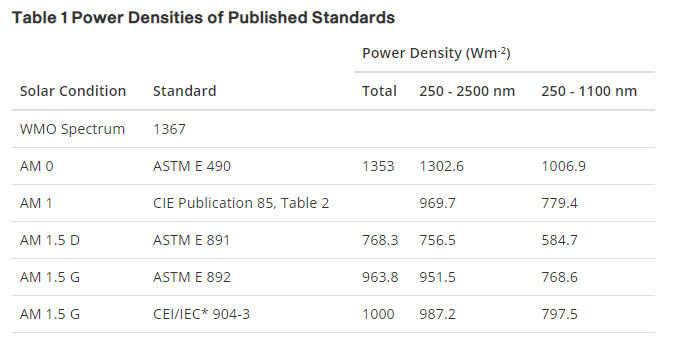 Table 1 Power Densities of Published Standards
Power Density (Wm-2)
Solar Condition Standard Total 250 - 2500 nm 250 - 1100 nm
WMO Spectrum 1367
AM 0 ASTM E 490 1353 1302.6 1006.9
AM 1 CIE Publication 85, Table 2 969.7 779.4
AM 1.5 D ASTM E 891 768.3 756.5 584.7
AM 1.5 G ASTM E 892 963.8 951.5 768.6
AM 1.5 G CEI/IEC* 904-3 1000 987.2 797.5